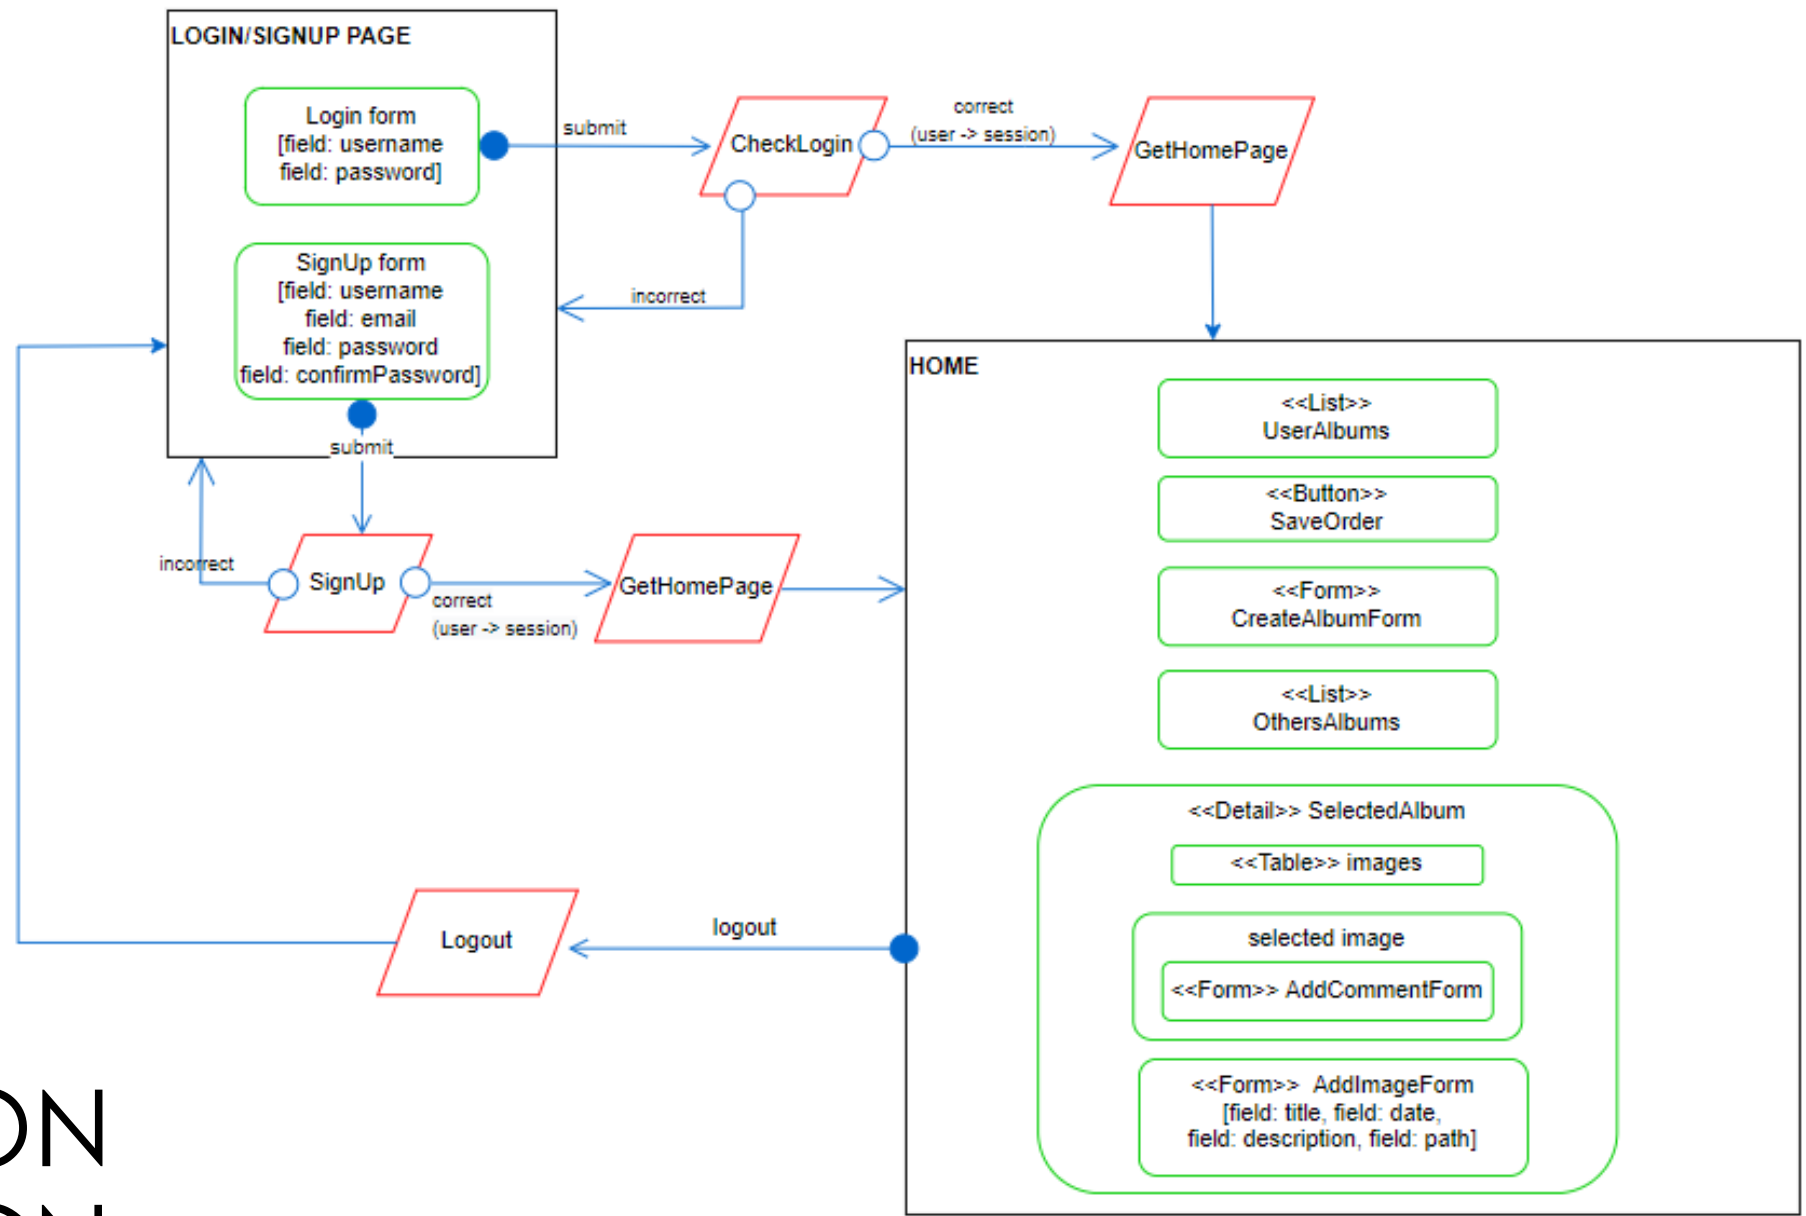 LOGIN/SIGNUP PAGE
Login form
[field: username
field: password]
submit
CheckLogin
correct
(user -> session)
GetHomePage
incorrect
SignUp form
[field: username
field: email
field: password
field: confirmPassword]
submit
incorrect
SignUp
correct
(user -> session)
GetHomePage
HOME
<<List>>
UserAlbums
<<Button>>
SaveOrder
<<Form>>
CreateAlbumForm
<<List>>
OthersAlbums
<<Detail>> SelectedAlbum
<<Table>> images
selected image
<<Form>> AddCommentForm
<<Form>> AddImageForm
[field: title, field: date,
field: description, field: path]
logout
Logout
ON